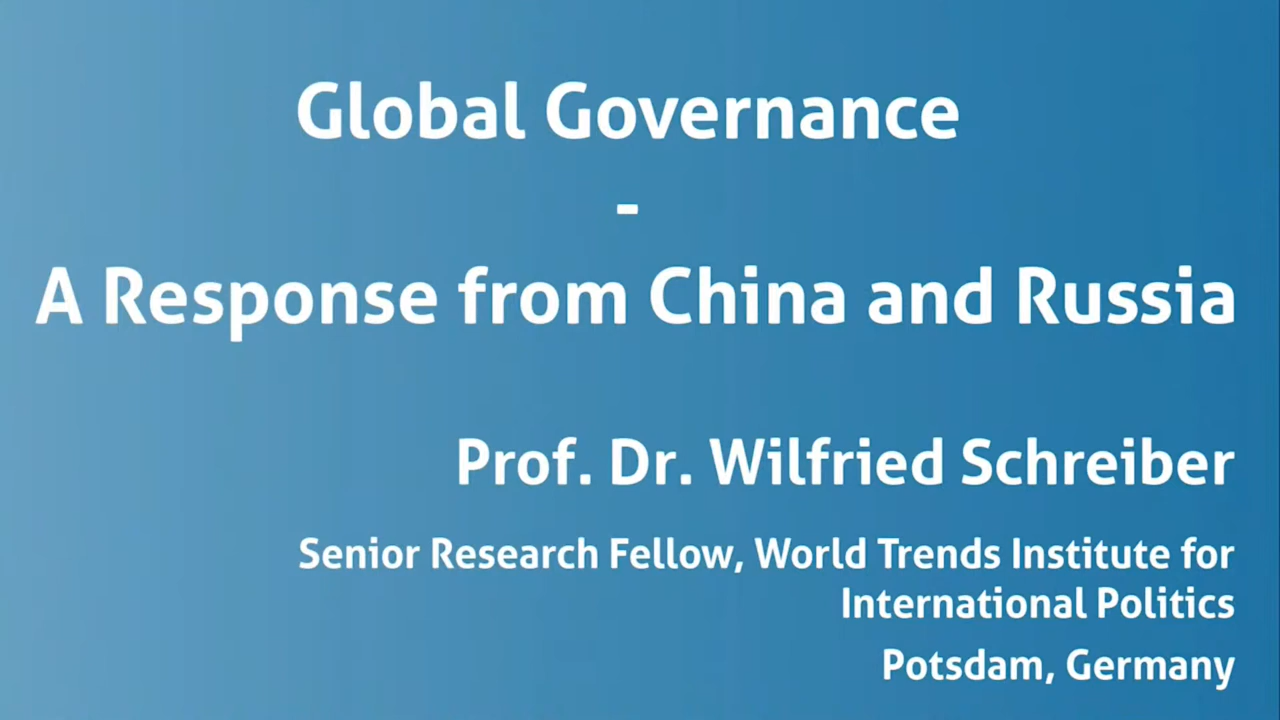 Global Governance
-
A Response from China and Russia
Prof. Dr. Wilfried Schreiber
Senior Research Fellow, World Trends Institute for
International Politics
Potsdam, Germany